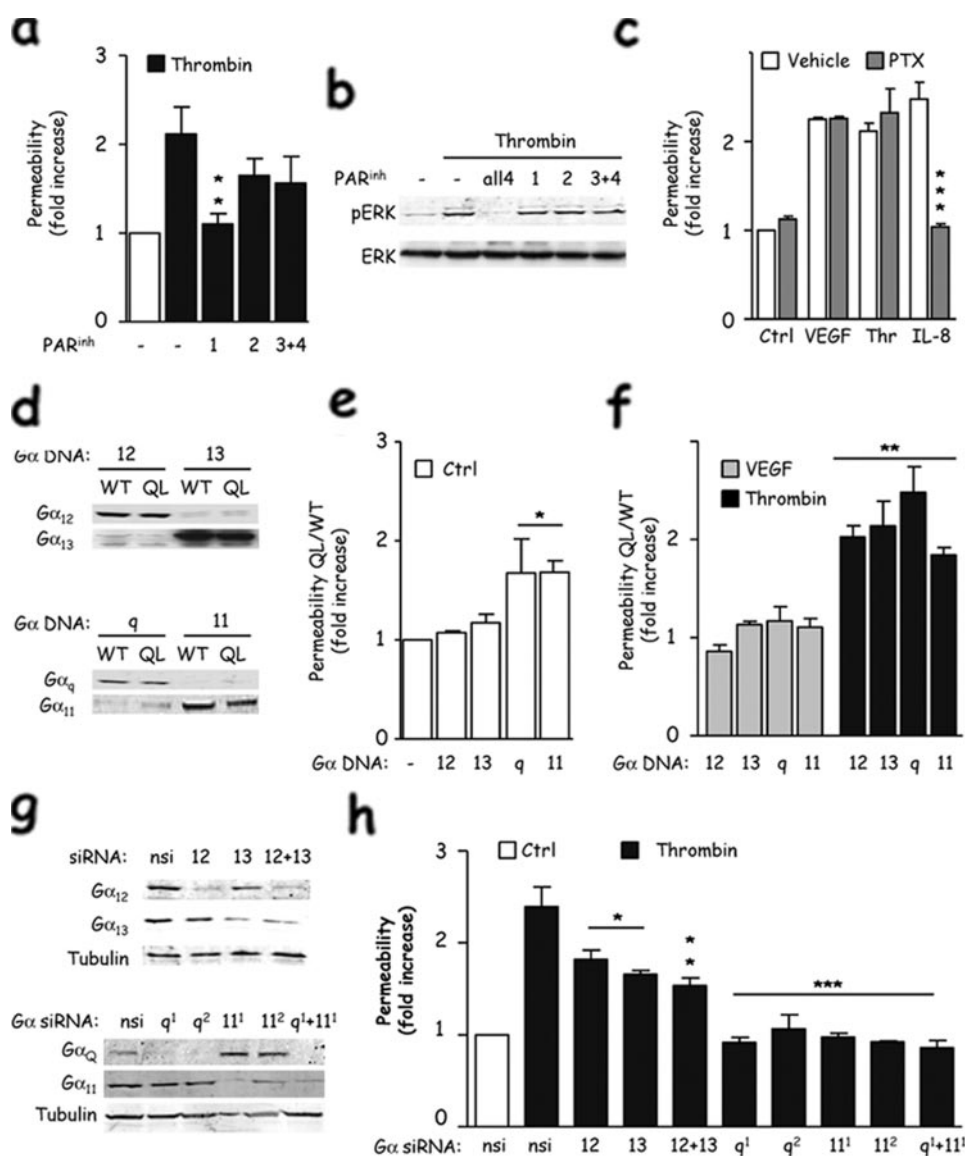 a
Thrombin
Permeability
(fold increase)
3
2
1
0
PARinh
- - 1 2 3+4
b
Thrombin
PARinh - - all4 1 2 3+4
pERK
ERK
c
Vehicle PTX
Permeability
(fold increase)
2
1
0
Ctrl VEGF Thr IL-8
***
**
d
Gα DNA: 12 13
WT QL WT QL
Gα12
Gα13
Gα DNA: q 11
WT QL WT QL
Gαq
Gα11
e
Ctrl
Permeability QL/WT
(fold increase)
3
2
1
0
*
Gα DNA: - 12 13 q 11
f
VEGF
Thrombin
Permeability QL/WT
(fold increase)
3
2
1
0
**
Gα DNA: 12 13 q 11 12 13 q 11
g
siRNA: nsi 12 13 12+13
Gα12
Gα13
Tubulin
Gα siRNA: nsi q¹ q² 11¹ 11² q¹+11¹
GαQ
Gα11
Tubulin
h
Ctrl Thrombin
Permeability
(fold increase)
3
2
1
0
* ** ***
Gα siRNA: nsi nsi 12 13 12+13 q¹ q² 11¹ 11² q¹+11¹